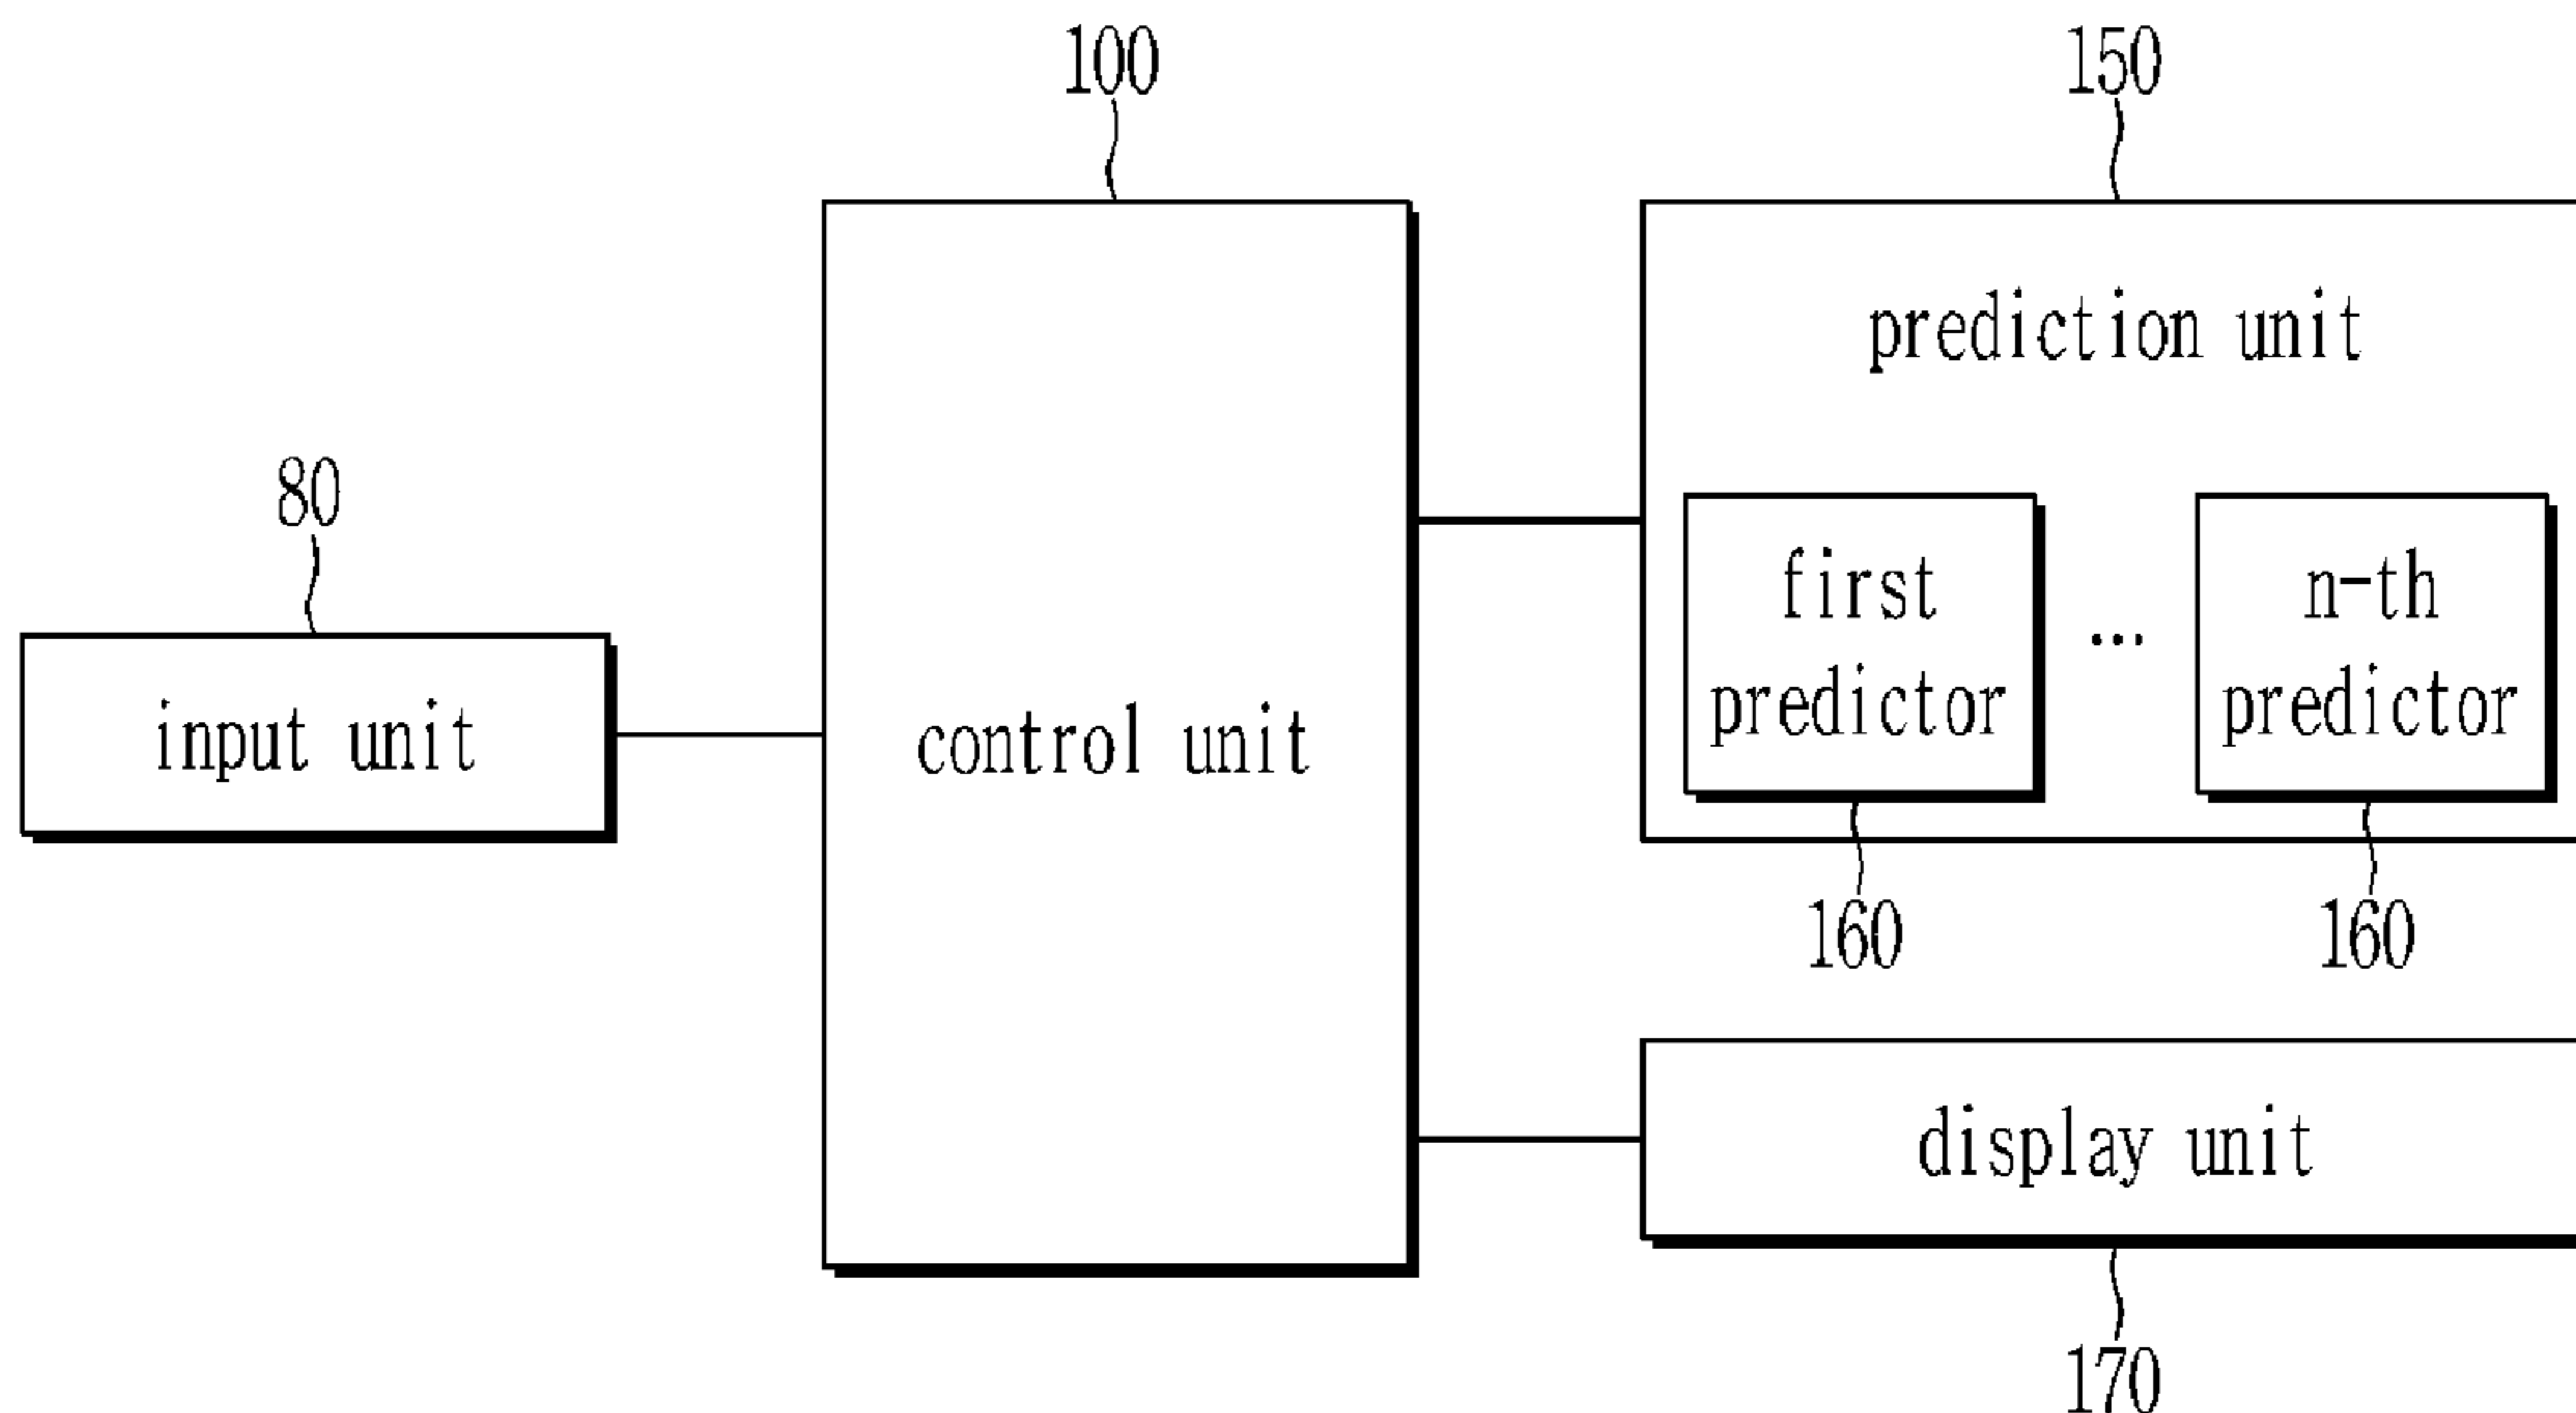 100
150
prediction unit
80
first
predictor
...
n-th
predictor
input unit
control unit
160
160
display unit
170